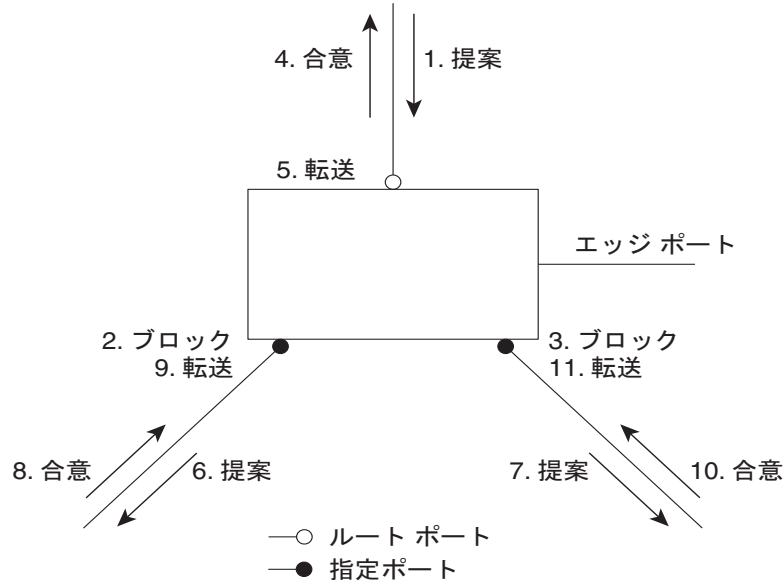 4. 合意
1. 提案
5. 転送
エッジ ポート
2. ブロック
9. 転送
3. ブロック
11. 転送
8. 合意
6. 提案
7. 提案
10. 合意
ルート ポート
指定ポート